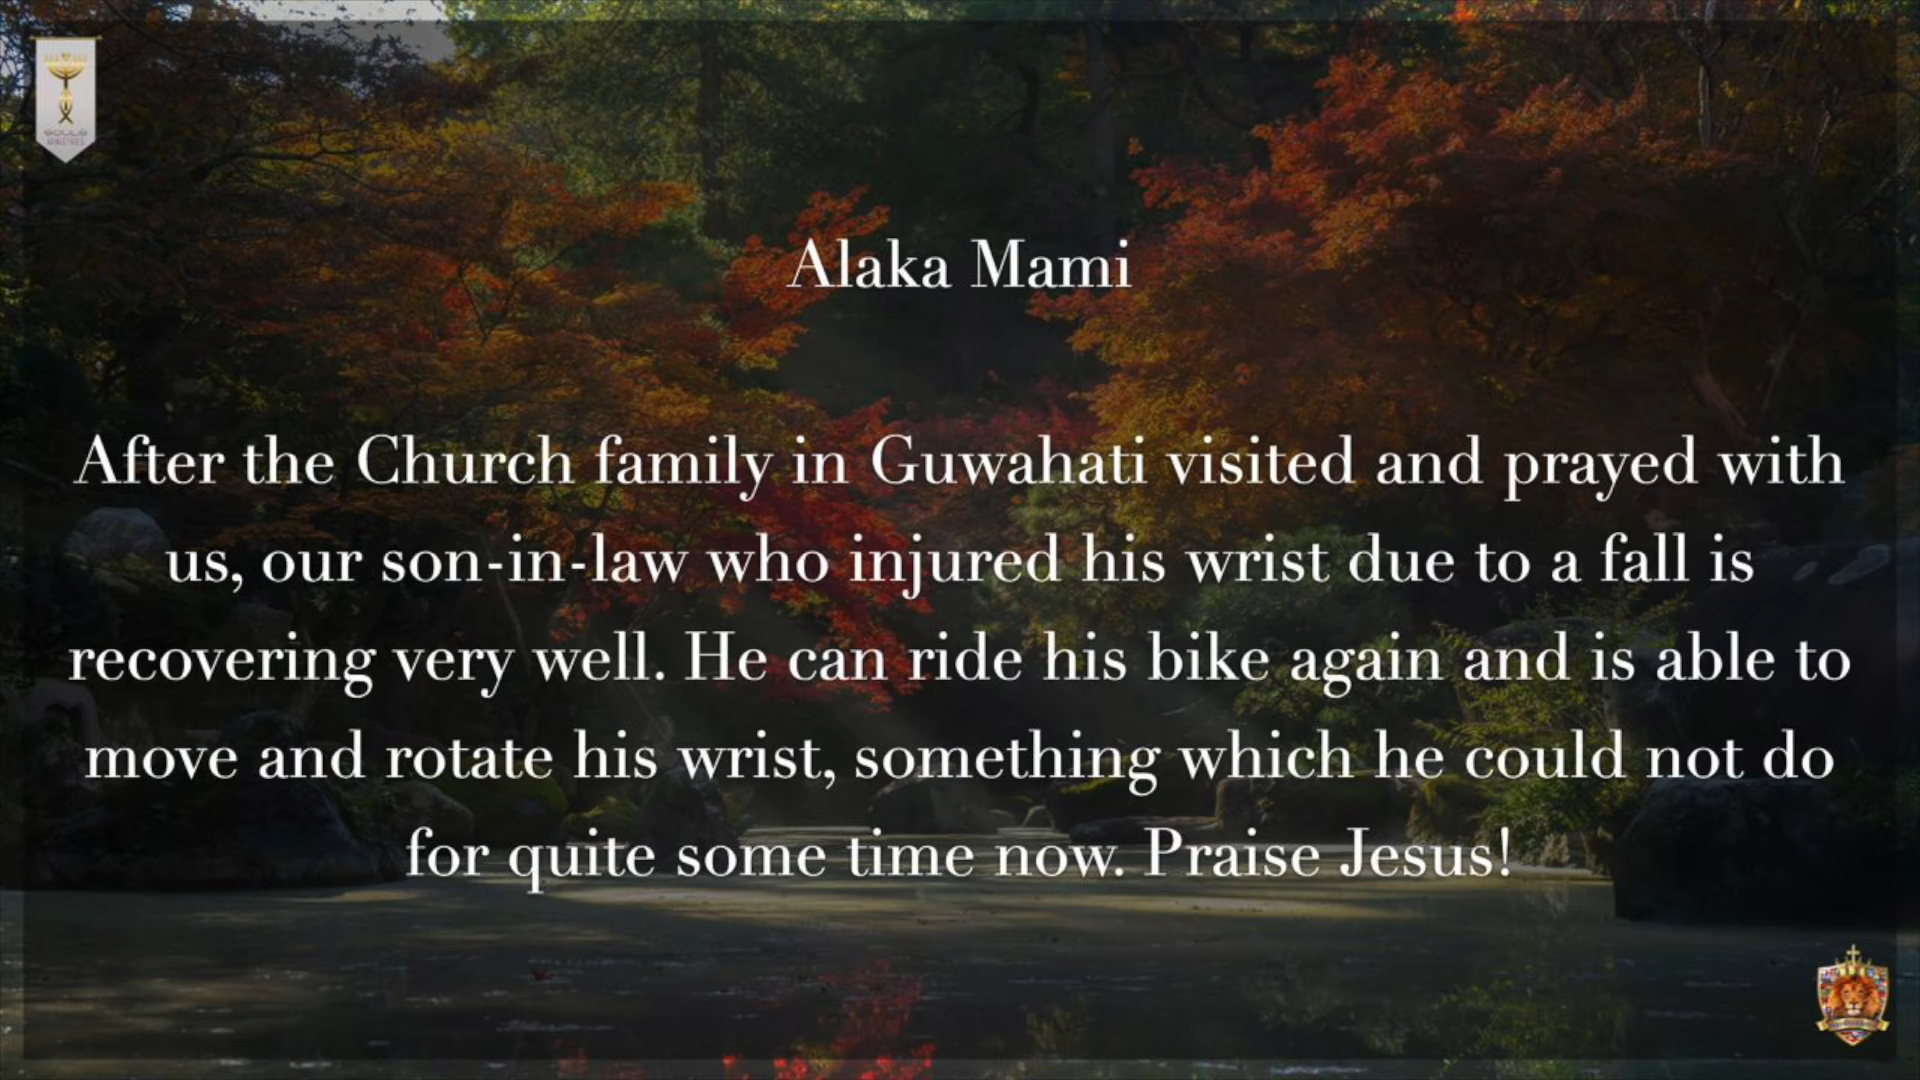 SOULS
MINISTRIES
Alaka Mami
After the Church family in Guwahati visited and prayed with
us, our son-in-law who injured his wrist due to a fall is
recovering very well. He can ride his bike again and is able to
move and rotate his wrist, something which he could not do
for quite some time now. Praise Jesus!